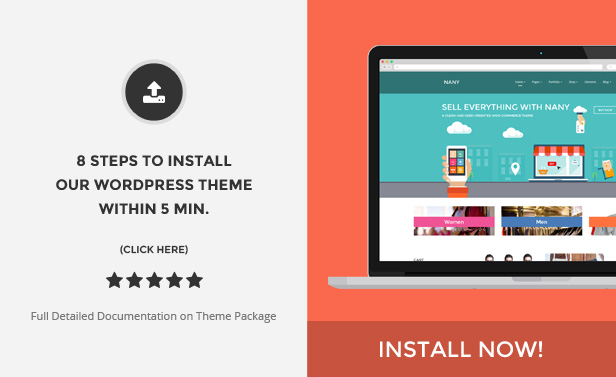 8 STEPS TO INSTALL
OUR WORDPRESS THEME
WITHIN 5 MIN.
(CLICK HERE)
Full Detailed Documentation on Theme Package
NANY
SELL EVERYTHING WITH NANY
Women
Men
INSTALL NOW!